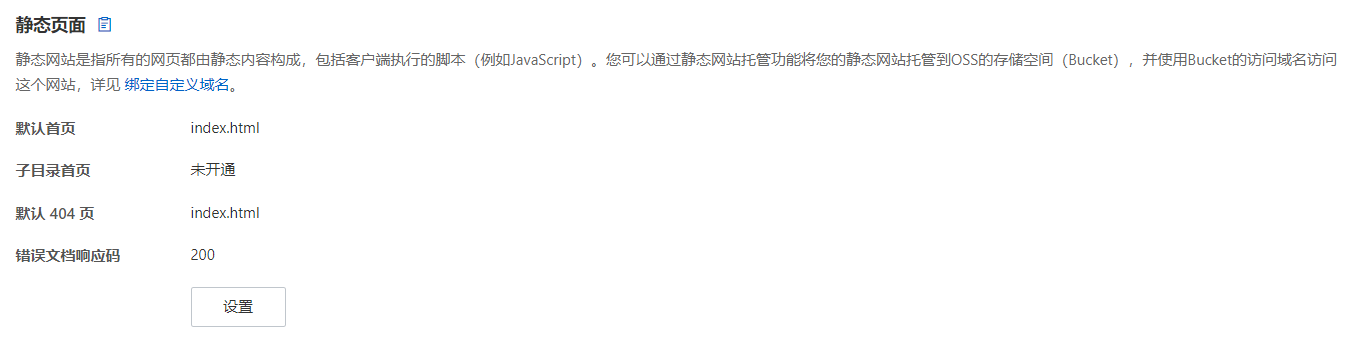 静态页面
静态网站是指所有的网页都由静态内容构成，包括客户端执行的脚本（例如JavaScript）。您可以通过静态网站托管功能将您的静态网站托管到OSS的存储空间（Bucket），并使用Bucket的访问域名访问
这个网站，详见 绑定自定义域名。
默认首页 index.html
子目录首页 未开通
默认 404 页 index.html
错误文档响应码 200
设置